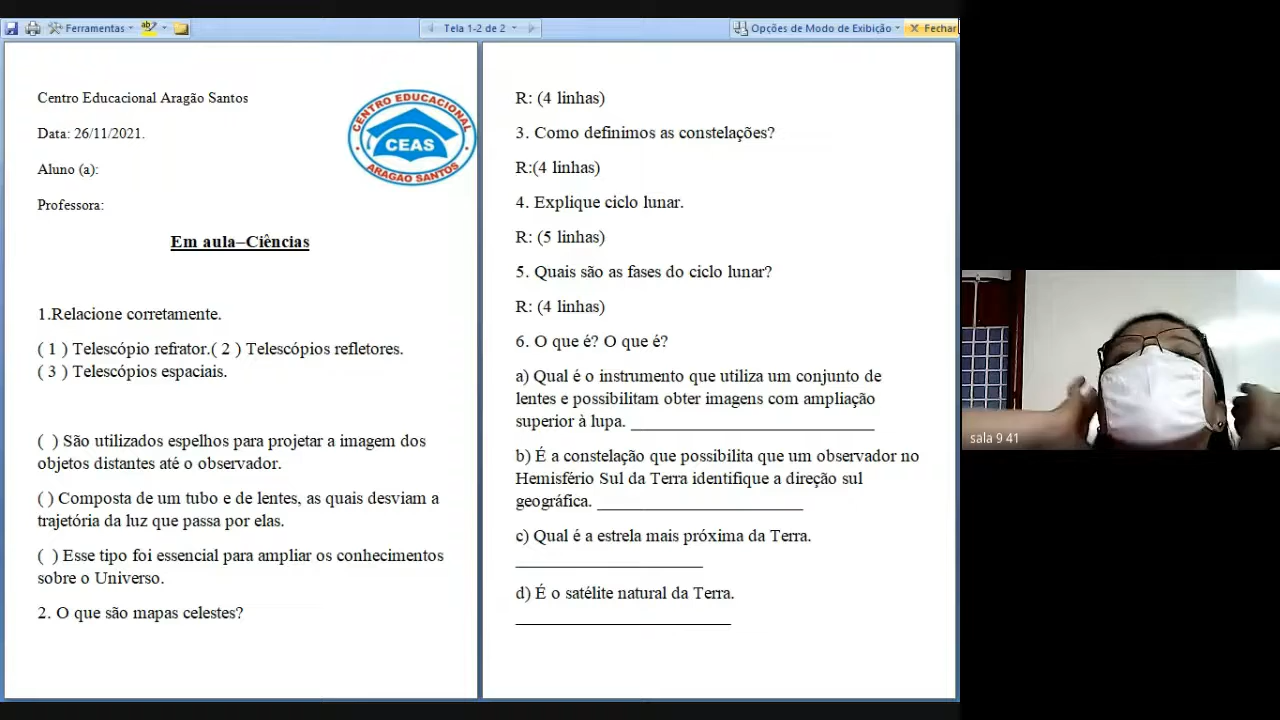 Ferramentas
Tela 1-2 de 2
Opções de Modo de Exibição
Fechar
Centro Educacional Aragão Santos
Data: 26/11/2021.
Aluno (a):
Professora:
CENTRO EDUCACIONAL
CEAS
ARAGÃO SANTOS
Em aula–Ciências
1.Relacione corretamente.
( 1 ) Telescópio refrator.( 2 ) Telescópios refletores.
( 3 ) Telescópios espaciais.
( ) São utilizados espelhos para projetar a imagem dos
objetos distantes até o observador.
( ) Composta de um tubo e de lentes, as quais desviam a
trajetória da luz que passa por elas.
( ) Esse tipo foi essencial para ampliar os conhecimentos
sobre o Universo.
2. O que são mapas celestes?
R: (4 linhas)
3. Como definimos as constelações?
R:(4 linhas)
4. Explique ciclo lunar.
R: (5 linhas)
5. Quais são as fases do ciclo lunar?
R: (4 linhas)
6. O que é? O que é?
a) Qual é o instrumento que utiliza um conjunto de
lentes e possibilitam obter imagens com ampliação
superior à lupa. __________________________
b) É a constelação que possibilita que um observador no
Hemisfério Sul da Terra identifique a direção sul
geográfica. ______________________
c) Qual é a estrela mais próxima da Terra.
____________________
d) É o satélite natural da Terra.
_______________________
sala 9 41